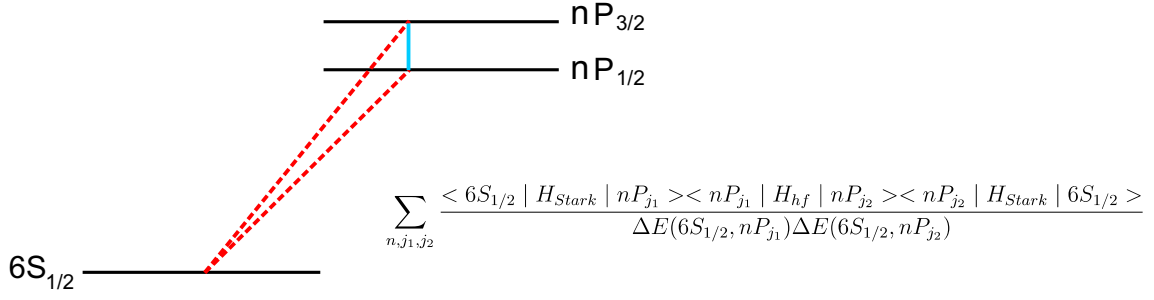 nP3/2
nP1/2
∑n,j1,j2 < 6S1/2 | HStark | nPj1 >< nPj1 | Hhf | nPj2 >< nPj2 | HStark | 6S1/2 >
ΔE(6S1/2, nPj1)ΔE(6S1/2, nPj2)
6S1/2